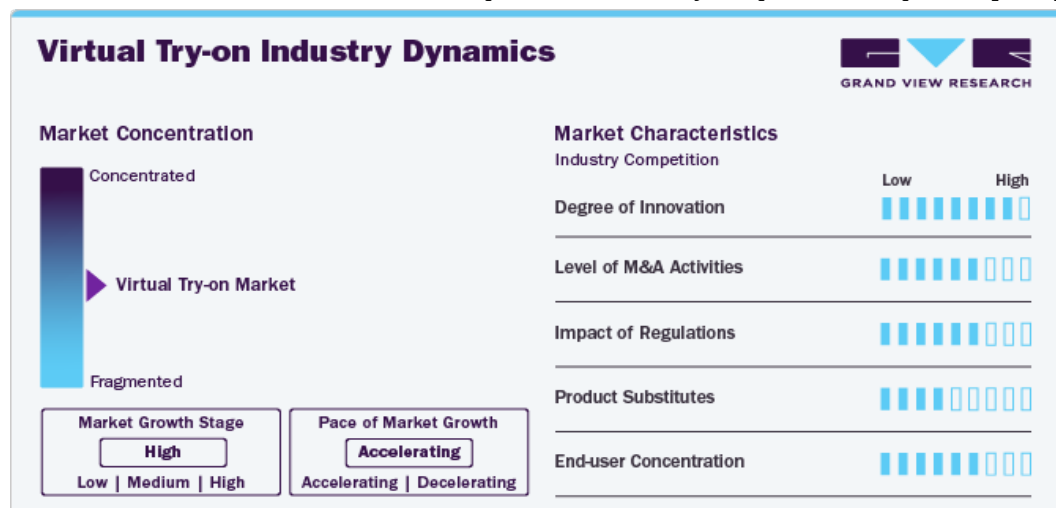 Virtual Try-on Industry Dynamics
GRAND VIEW RESEARCH
Market Concentration
Concentrated
Virtual Try-on Market
Fragmented
Market Growth Stage
High
Low | Medium | High
Pace of Market Growth
Accelerating
Accelerating | Decelerating
Market Characteristics
Industry Competition
Low High
Degree of Innovation
Level of M&A Activities
Impact of Regulations
Product Substitutes
End-user Concentration